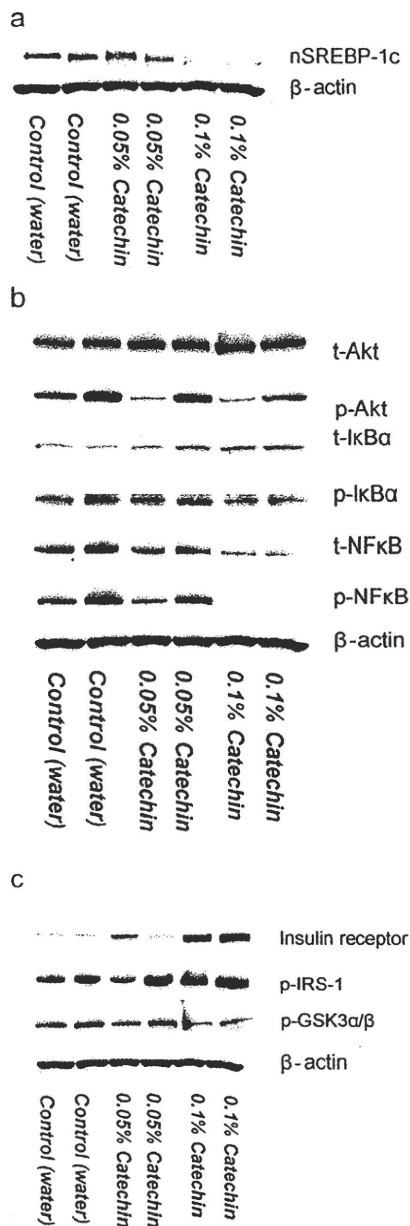 a
nSREBP-1c
β-actin
Control (water)
Control (water)
0.05% Catechin
0.05% Catechin
0.1% Catechin
0.1% Catechin
b
t-Akt
p-Akt
t-IκBα
p-IκBα
t-NFκB
p-NFκB
β-actin
Control (water)
Control (water)
0.05% Catechin
0.05% Catechin
0.1% Catechin
0.1% Catechin
c
Insulin receptor
p-IRS-1
p-GSK3α/β
β-actin
Control (water)
Control (water)
0.05% Catechin
0.05% Catechin
0.1% Catechin
0.1% Catechin